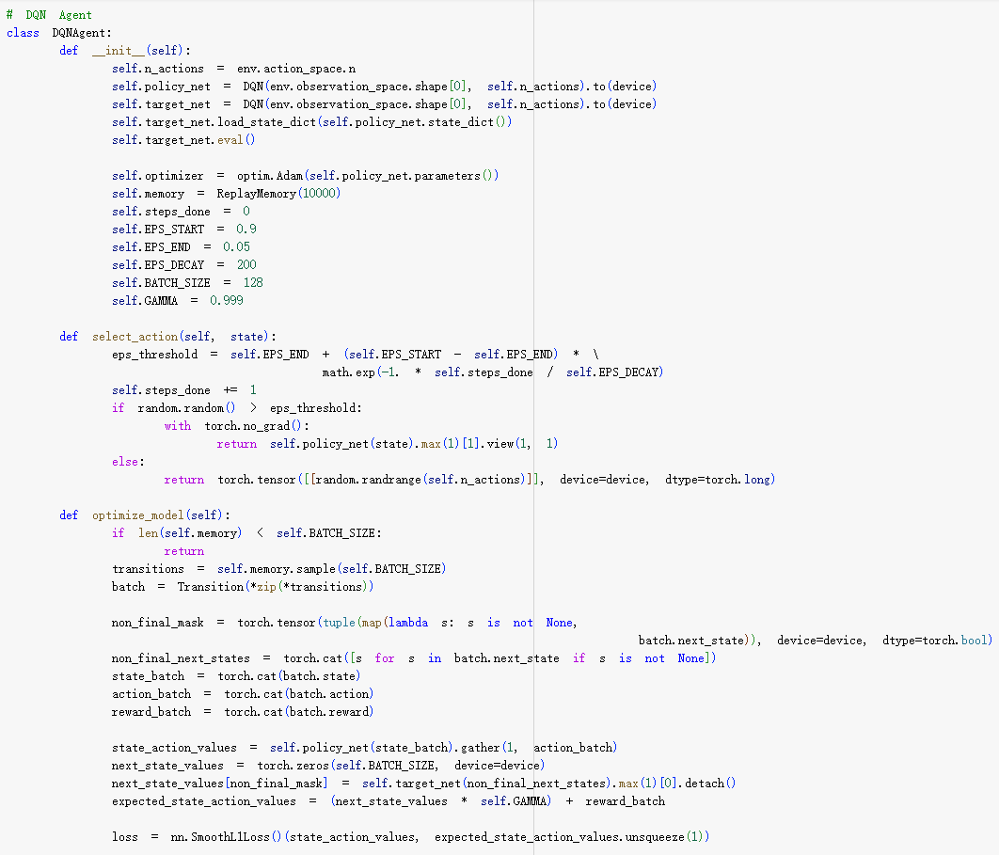 # DQN Agent
class DQNAgent:
    def __init__(self):
        self.n_actions = env.action_space.n
        self.policy_net = DQN(env.observation_space.shape[0], self.n_actions).to(device)
        self.target_net = DQN(env.observation_space.shape[0], self.n_actions).to(device)
        self.target_net.load_state_dict(self.policy_net.state_dict())
        self.target_net.eval()

        self.optimizer = optim.Adam(self.policy_net.parameters())
        self.memory = ReplayMemory(10000)
        self.steps_done = 0
        self.EPS_START = 0.9
        self.EPS_END = 0.05
        self.EPS_DECAY = 200
        self.BATCH_SIZE = 128
        self.GAMMA = 0.999

    def select_action(self, state):
        eps_threshold = self.EPS_END + (self.EPS_START - self.EPS_END) * \
                        math.exp(-1. * self.steps_done / self.EPS_DECAY)
        self.steps_done += 1
        if random.random() > eps_threshold:
            with torch.no_grad():
                return self.policy_net(state).max(1)[1].view(1, 1)
        else:
            return torch.tensor([[random.randrange(self.n_actions)]], device=device, dtype=torch.long)

    def optimize_model(self):
        if len(self.memory) < self.BATCH_SIZE:
            return
        transitions = self.memory.sample(self.BATCH_SIZE)
        batch = Transition(*zip(*transitions))

        non_final_mask = torch.tensor(tuple(map(lambda s: s is not None,
                                                batch.next_state)), device=device, dtype=torch.bool)
        non_final_next_states = torch.cat([s for s in batch.next_state if s is not None])
        state_batch = torch.cat(batch.state)
        action_batch = torch.cat(batch.action)
        reward_batch = torch.cat(batch.reward)

        state_action_values = self.policy_net(state_batch).gather(1, action_batch)
        next_state_values = torch.zeros(self.BATCH_SIZE, device=device)
        next_state_values[non_final_mask] = self.target_net(non_final_next_states).max(1)[0].detach()
        expected_state_action_values = (next_state_values * self.GAMMA) + reward_batch

        loss = nn.SmoothL1Loss()(state_action_values, expected_state_action_values.unsqueeze(1))